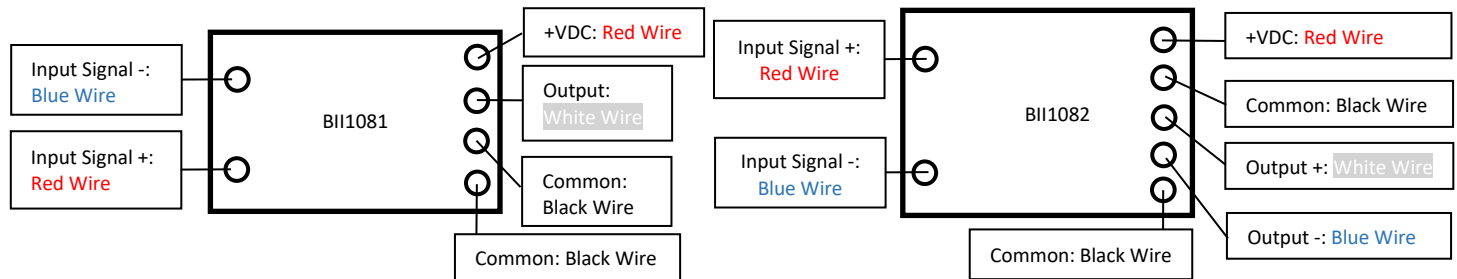 Input Signal -:
Blue Wire
Input Signal +:
Red Wire
BII1081
+VDC: Red Wire
Output:
White Wire
Common:
Black Wire
Common: Black Wire
Input Signal +:
Red Wire
Input Signal -:
Blue Wire
BII1082
+VDC: Red Wire
Common: Black Wire
Output +: White Wire
Output -: Blue Wire
Common: Black Wire